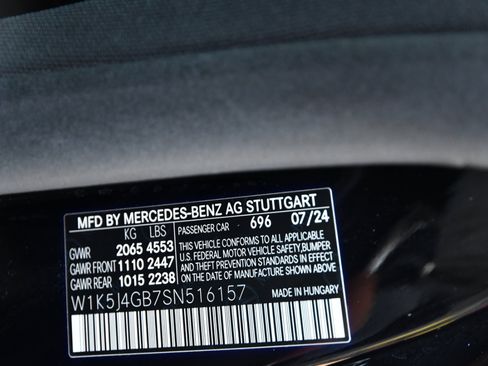 MFD BY MERCEDES-BENZ AG STUTTGART
KG LBS PASSENGER CAR 696 07/24
GVWR 2065 4553 THIS VEHICLE CONFORMS TO ALL APPLICABLE
U.S. FEDERAL MOTOR VEHICLE SAFETY, BUMPER
GAWR FRONT 1110 2447 AND THEFT PREVENTION STANDARDS IN EFFECT
ON THE DATE OF MANUFACTURE SHOWN ABOVE.
GAWR REAR 1015 2238
W1K5J4GB7SN516157 MADE IN HUNGARY